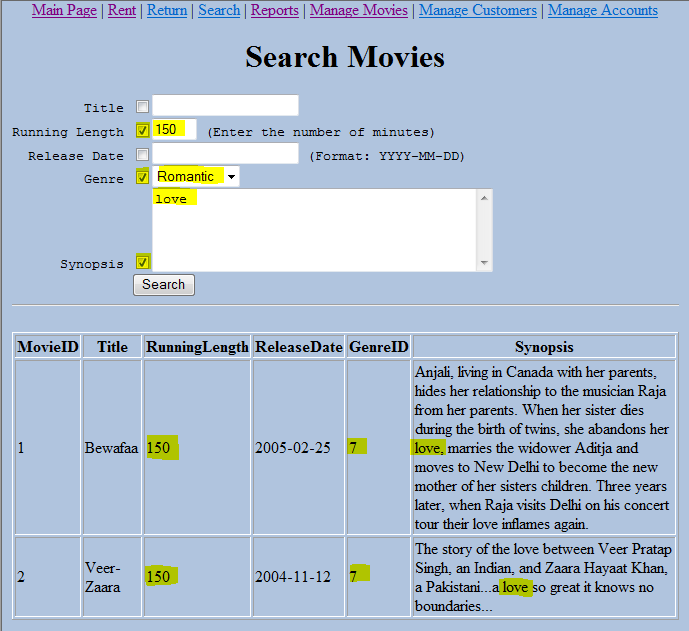 Main Page | Rent | Return | Search | Reports | Manage Movies | Manage Customers | Manage Accounts
Search Movies
Title
Running Length 150 (Enter the number of minutes)
Release Date (Format: YYYY-MM-DD)
Genre Romantic
love
Synopsis
Search
MovieID Title RunningLength ReleaseDate GenreID Synopsis
Anjali, living in Canada with her parents,
hides her relationship to the musician Raja
from her parents. When her sister dies
during the birth of twins, she abandons her
1 Bewafaa 150 2005-02-25 7 love, marries the widower Aditja and
moves to New Delhi to become the new
mother of her sisters children. Three years
later, when Raja visits Delhi on his concert
tour their love inflames again.
The story of the love between Veer Pratap
Veer- Singh, an Indian, and Zaara Hayaat Khan,
2 150 2004-11-12 7 a Pakistani...a love so great it knows no
Zaara boundaries...